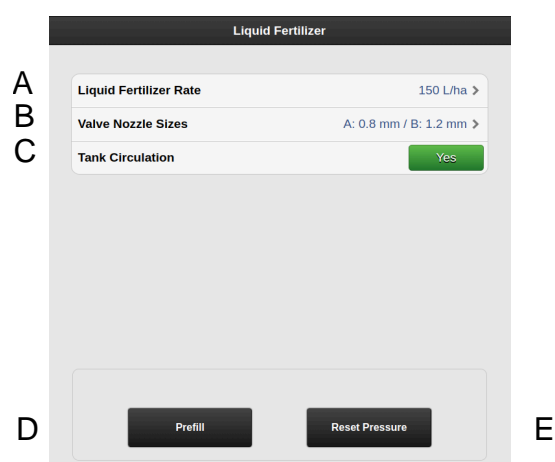 Liquid Fertilizer
A
Liquid Fertilizer Rate 150 L/ha >
B
Valve Nozzle Sizes A: 0.8 mm / B: 1.2 mm >
C
Tank Circulation Yes
D Prefill Reset Pressure E